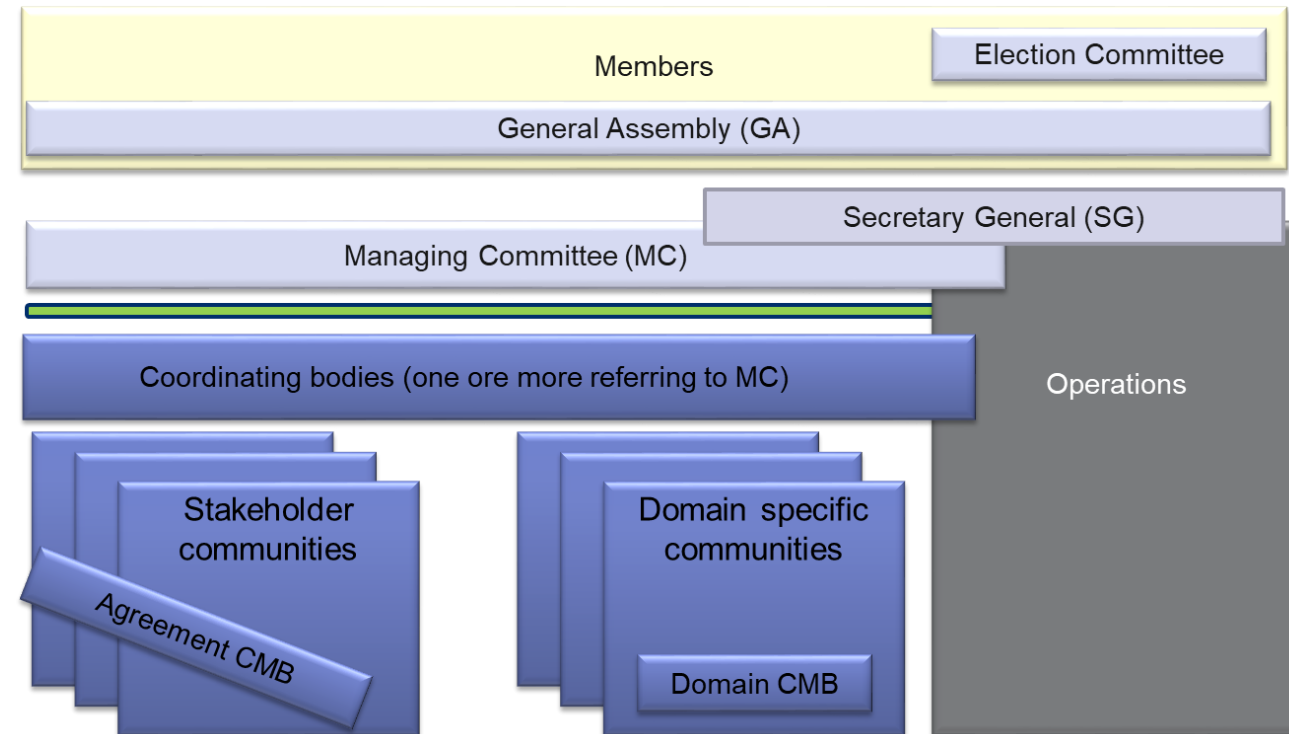 Election Committee
Members
General Assembly (GA)
Secretary General (SG)
Managing Committee (MC)
Coordinating bodies (one ore more referring to MC)
Operations
Stakeholder
communities
Domain specific
communities
Agreement CMB
Domain CMB